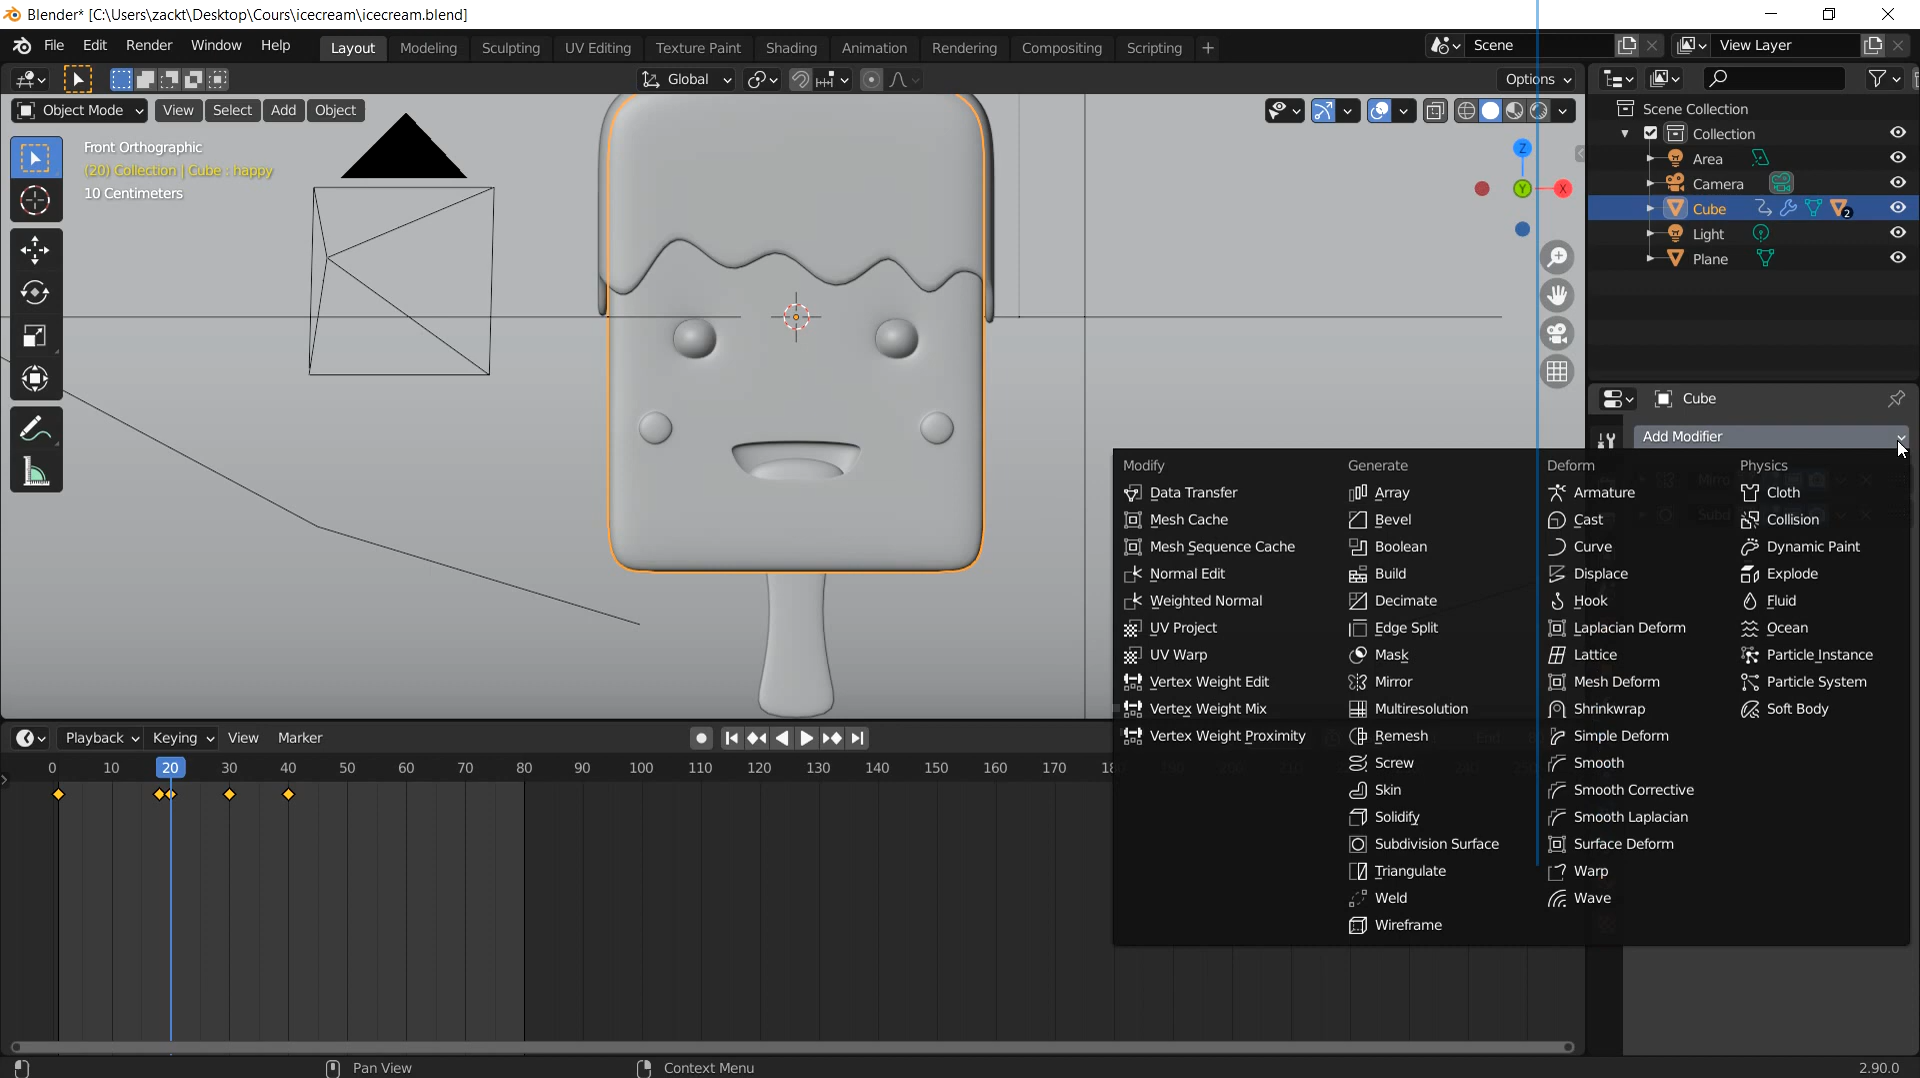 Blender* [C:\Users\zackt\Desktop\Cours\icecream\icecream.blend]
File Edit Render Window Help Layout Modeling Sculpting UV Editing Texture Paint Shading Animation Rendering Compositing Scripting + Scene View Layer
Global Options
Object Mode View Select Add Object
Scene Collection
Collection
Area
Camera
Cube 2
Light
Plane
Front Orthographic
(20) Collection | Cube : happy
10 Centimeters
Z
Y
X
Cube
Add Modifier
Modify
Data Transfer
Mesh Cache
Mesh Sequence Cache
Normal Edit
Weighted Normal
UV Project
UV Warp
Vertex Weight Edit
Vertex Weight Mix
Vertex Weight Proximity
Generate
Array
Bevel
Boolean
Build
Decimate
Edge Split
Mask
Mirror
Multiresolution
Remesh
Screw
Skin
Solidify
Subdivision Surface
Triangulate
Weld
Wireframe
Deform
Armature
Cast
Curve
Displace
Hook
Laplacian Deform
Lattice
Mesh Deform
Shrinkwrap
Simple Deform
Smooth
Smooth Corrective
Smooth Laplacian
Surface Deform
Warp
Wave
Physics
Cloth
Collision
Dynamic Paint
Explode
Fluid
Ocean
Particle Instance
Particle System
Soft Body
Playback Keying View Marker
0 10 20 30 40 50 60 70 80 90 100 110 120 130 140 150 160 170
Pan View Context Menu 2.90.0